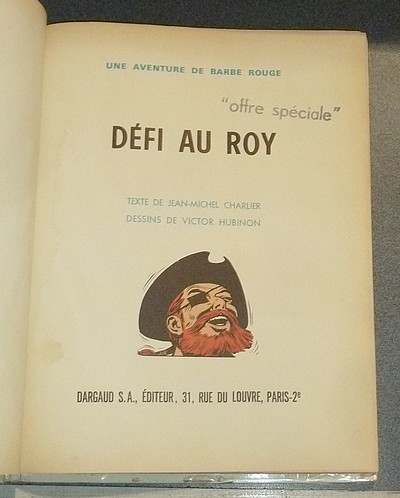 UNE AVENTURE DE BARBE ROUGE
"offre spéciale"
DÉFI AU ROY
TEXTE DE JEAN-MICHEL CHARLIER
DESSINS DE VICTOR HUBINON
DARGAUD S.A., ÉDITEUR, 31, RUE DU LOUVRE, PARIS-2e